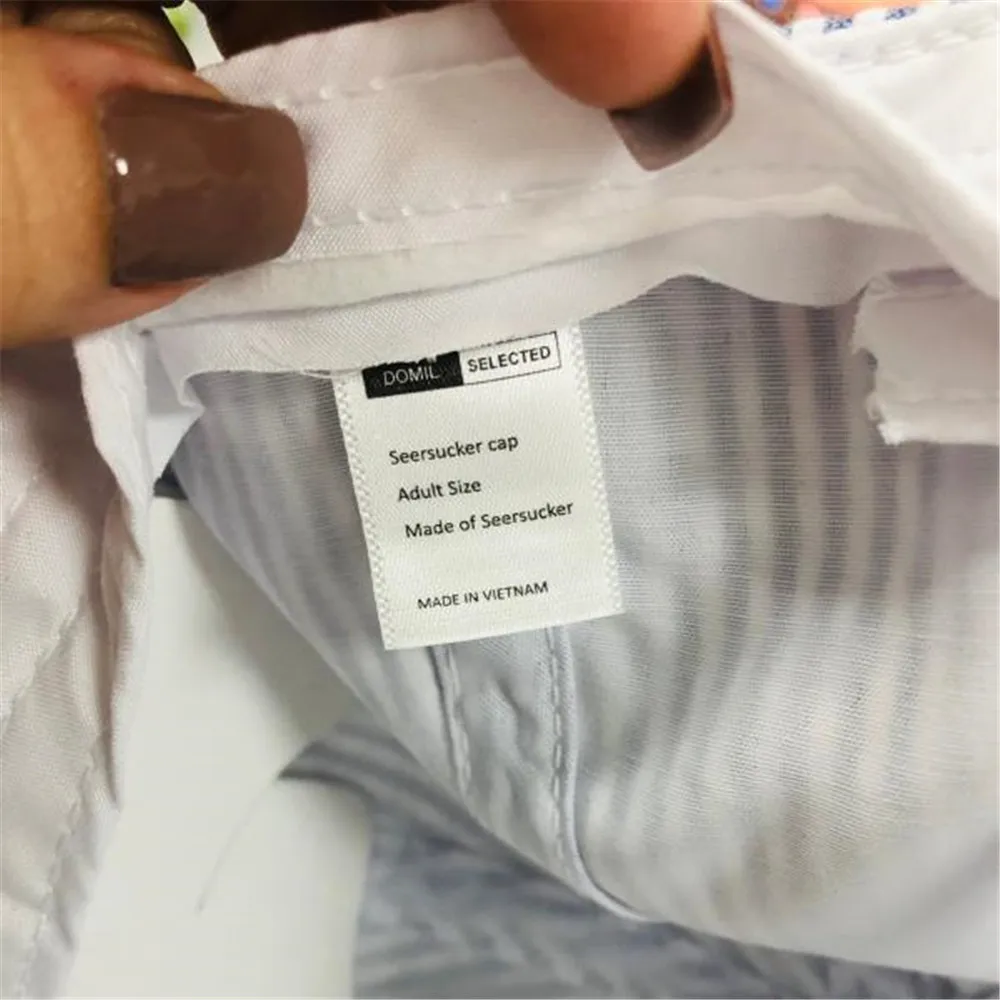 DOMIL SELECTED
Seersucker cap
Adult Size
Made of Seersucker
MADE IN VIETNAM